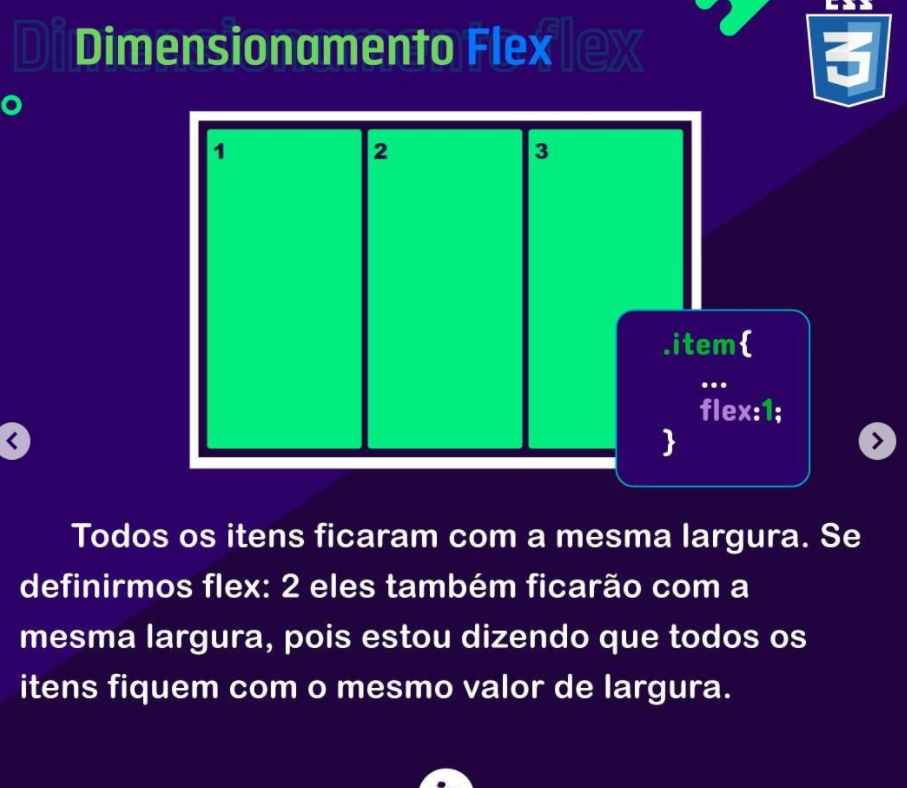 CSS
Dimensionamento Flex
1
2
3
.item{
...
flex:1;
}
Todos os itens ficaram com a mesma largura. Se
definirmos flex: 2 eles também ficarão com a
mesma largura, pois estou dizendo que todos os
itens fiquem com o mesmo valor de largura.